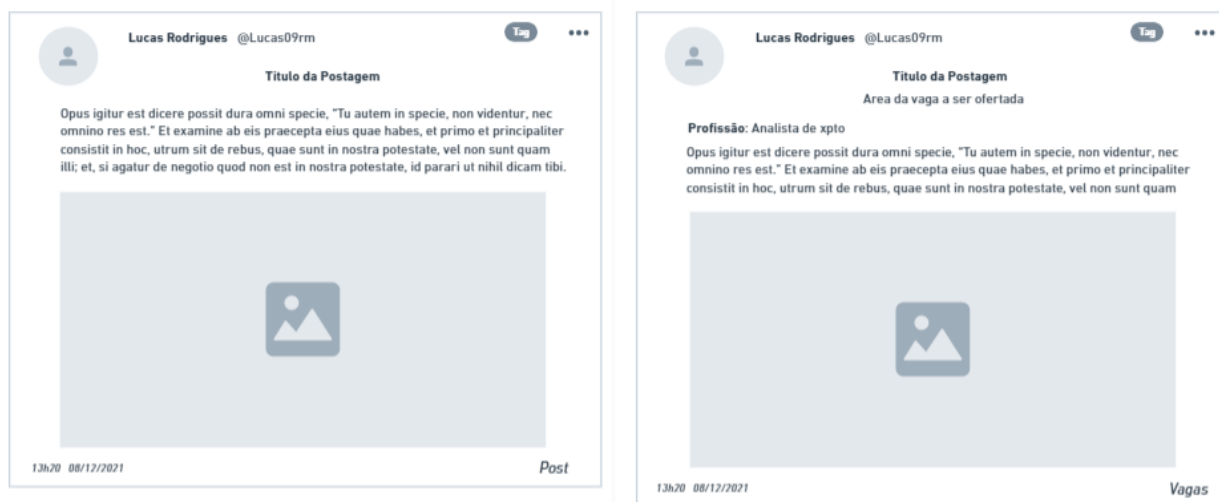 Lucas Rodrigues @Lucas09rm Tag
Título da Postagem
Opus igitur est dicere possit dura omni specie, "Tu autem in specie, non videntur, nec
omnino res est." Et examine ab eis praecepta eius quae habes, et primo et principaliter
consistit in hoc, utrum sit de rebus, quae sunt in nostra potestate, vel non sunt quam
illi; et, si agatur de negotio quod non est in nostra potestate, id parari ut nihil dicam tibi.
13h20 08/12/2021 Post
Lucas Rodrigues @Lucas09rm Tag
Título da Postagem
Area da vaga a ser ofertada
Profissão: Analista de xpto
Opus igitur est dicere possit dura omni specie, "Tu autem in specie, non videntur, nec
omnino res est." Et examine ab eis praecepta eius quae habes, et primo et principaliter
consistit in hoc, utrum sit de rebus, quae sunt in nostra potestate, vel non sunt quam
13h20 08/12/2021 Vagas